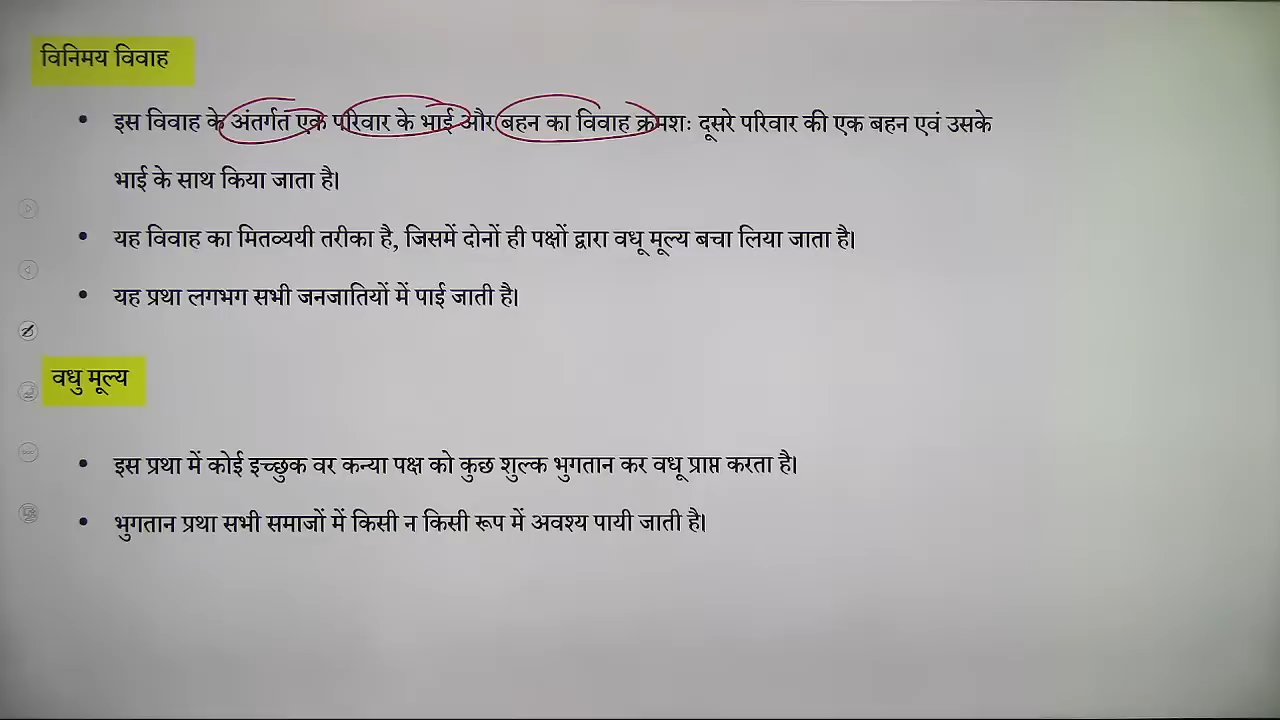 विनिमय विवाह
• इस विवाह के अंतर्गत एक परिवार के भाई और बहन का विवाह क्रमशः दूसरे परिवार की एक बहन एवं उसके
भाई के साथ किया जाता है।
• यह विवाह का मितव्ययी तरीका है, जिसमें दोनों ही पक्षों द्वारा वधू मूल्य बचा लिया जाता है।
• यह प्रथा लगभग सभी जनजातियों में पाई जाती है।
वधु मूल्य
• इस प्रथा में कोई इच्छुक वर कन्या पक्ष को कुछ शुल्क भुगतान कर वधू प्राप्त करता है।
• भुगतान प्रथा सभी समाजों में किसी न किसी रूप में अवश्य पायी जाती है।